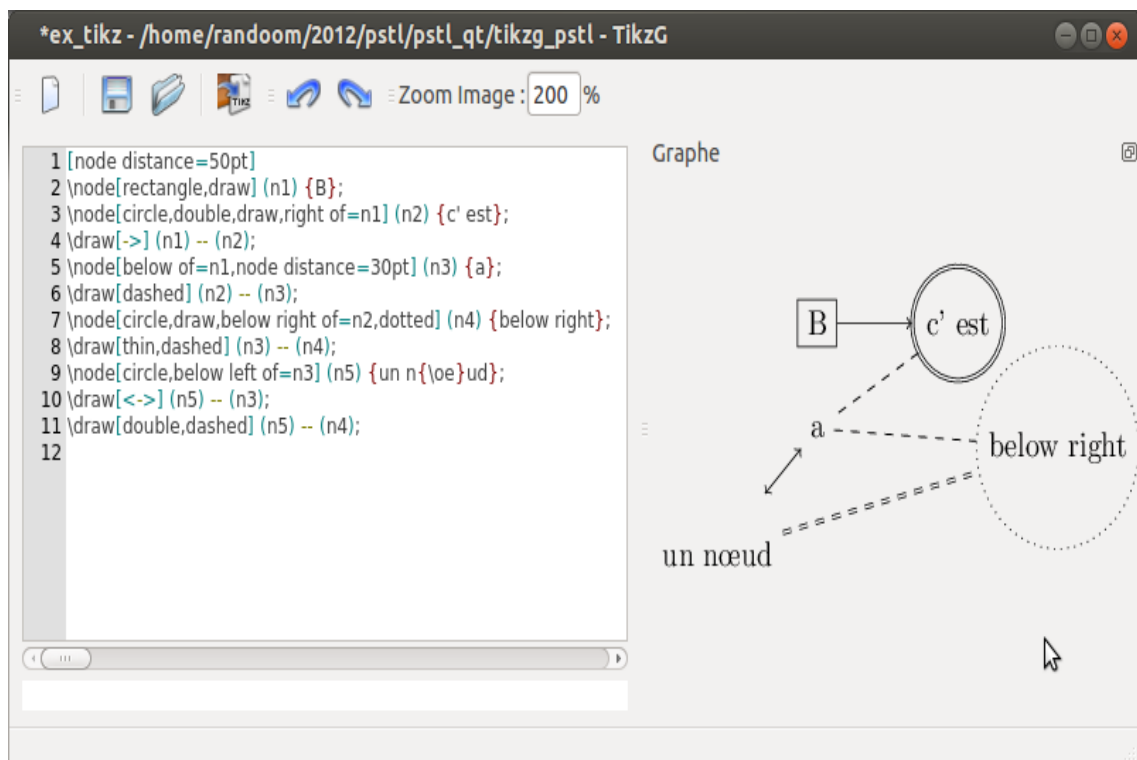 *ex_tikz - /home/randoom/2012/pstl/pstl_qt/tikzg_pstl - TikzG
TIKZ
Zoom Image : 200 %
1 [node distance=50pt]
2 \node[rectangle,draw] (n1) {B};
3 \node[circle,double,draw,right of=n1] (n2) {c' est};
4 \draw[->] (n1) -- (n2);
5 \node[below of=n1,node distance=30pt] (n3) {a};
6 \draw[dashed] (n2) -- (n3);
7 \node[circle,draw,below right of=n2,dotted] (n4) {below right};
8 \draw[thin,dashed] (n3) -- (n4);
9 \node[circle,below left of=n3] (n5) {un n{\oe}ud};
10 \draw[<->] (n5) -- (n3);
11 \draw[double,dashed] (n5) -- (n4);
12
Graphe
B
c' est
a
below right
un nœud